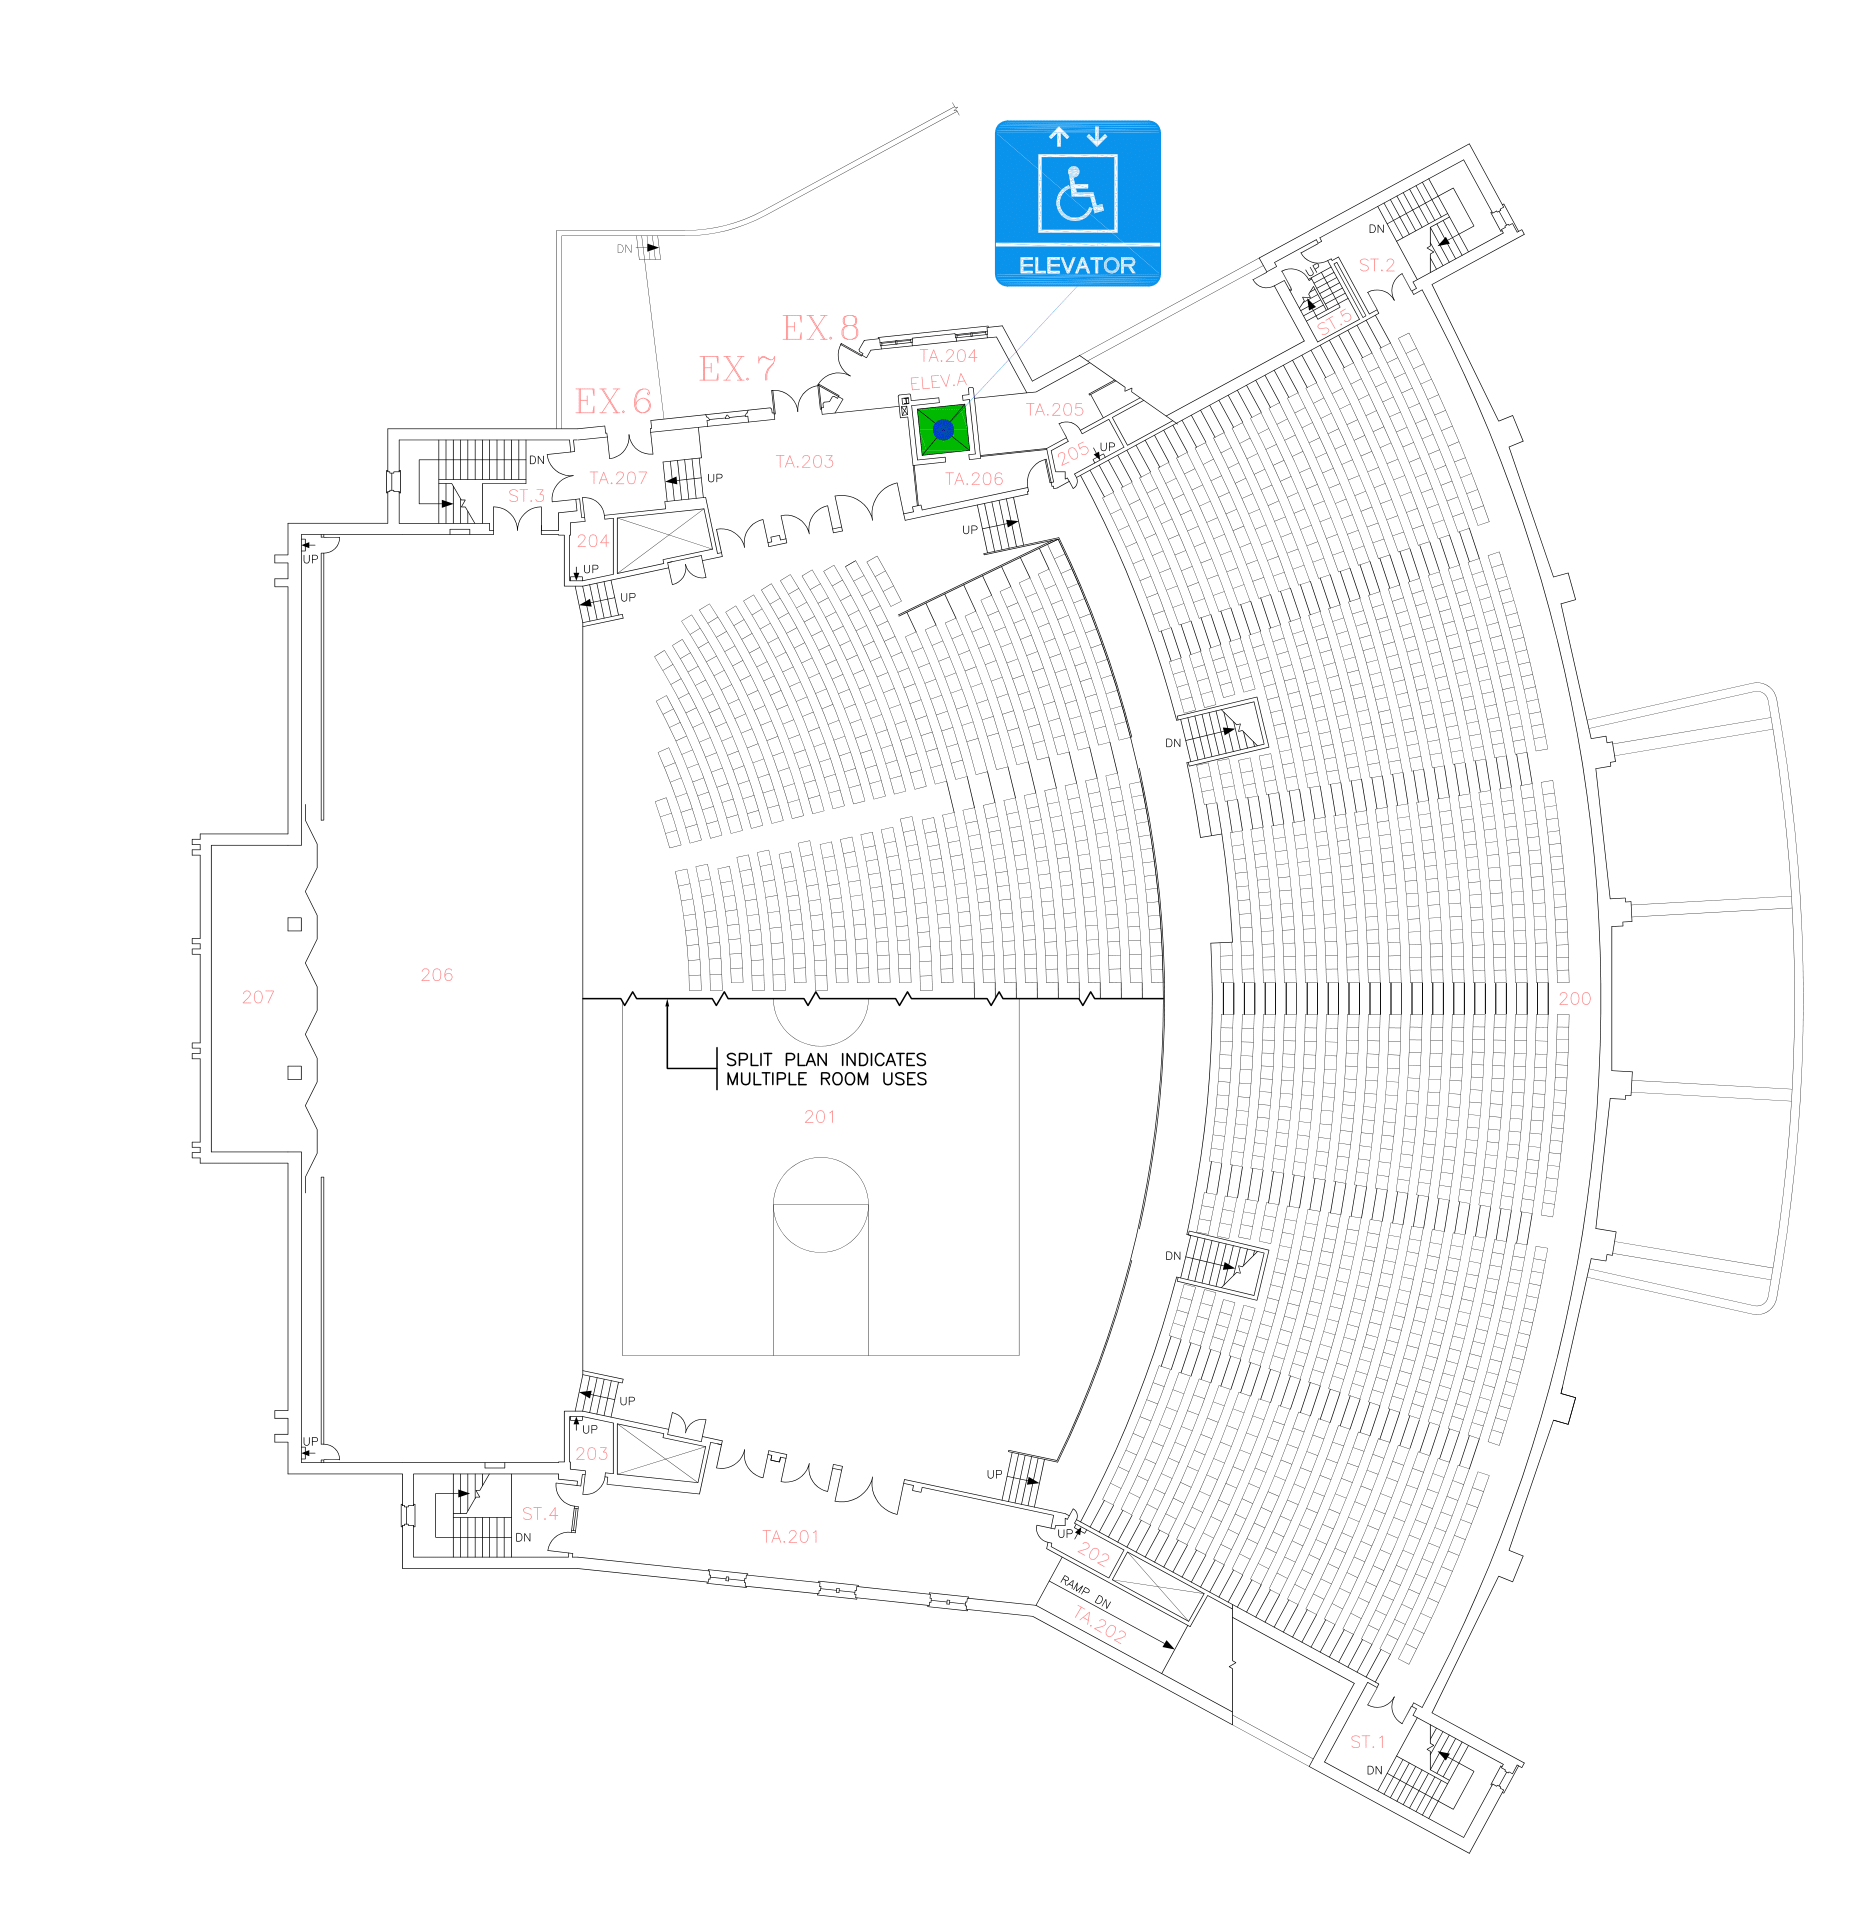 ELEVATOR
DN
DN
ST.2
UP
ST.5
EX.8
EX.7
EX.6
TA.204
ELEV.A
TA.205
205
UP
TA.203
TA.206
TA.207
UP
DN
ST.3
UP
204
UP
UP
UP
DN
206
207
200
SPLIT PLAN INDICATES
MULTIPLE ROOM USES
201
DN
UP
UP
UP
203
UP
ST.4
DN
TA.201
UP
202
RAMP DN
TA.202
ST.1
DN